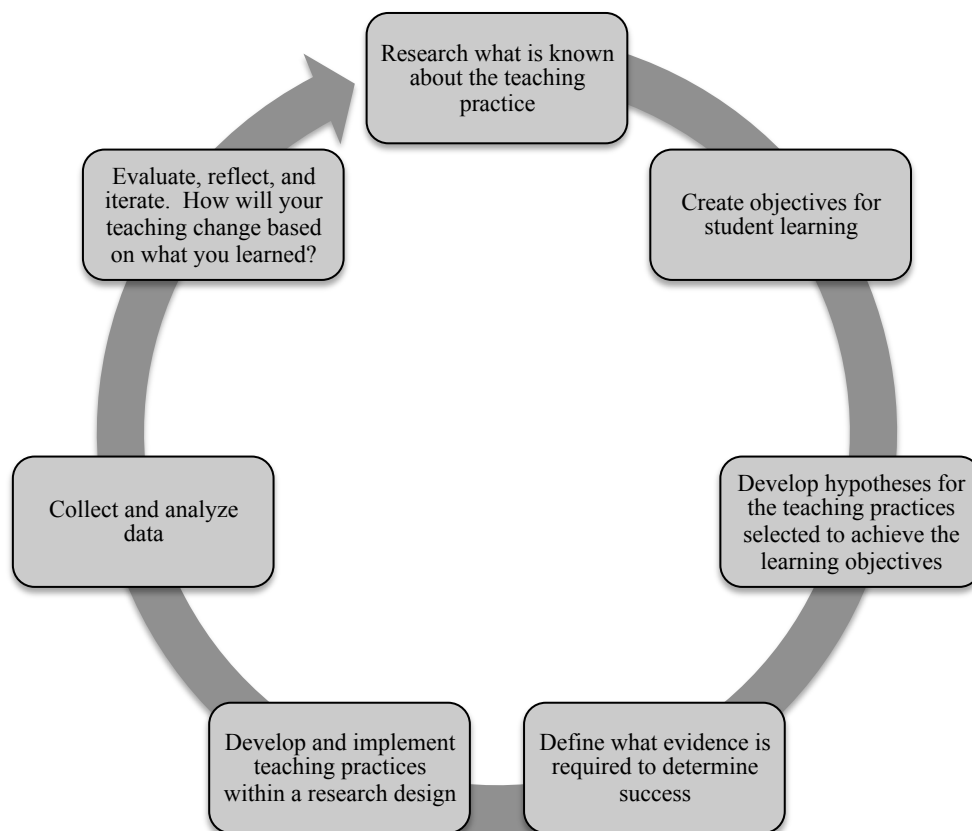 Research what is known
about the teaching
practice
Create objectives for
student learning
Develop hypotheses for
the teaching practices
selected to achieve the
learning objectives
Define what evidence is
required to determine
success
Develop and implement
teaching practices
within a research design
Collect and analyze
data
Evaluate, reflect, and
iterate.  How will your
teaching change based
on what you learned?